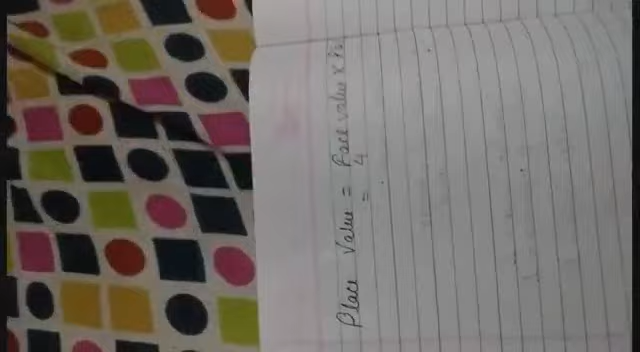 Place Value = Face value x
= 4